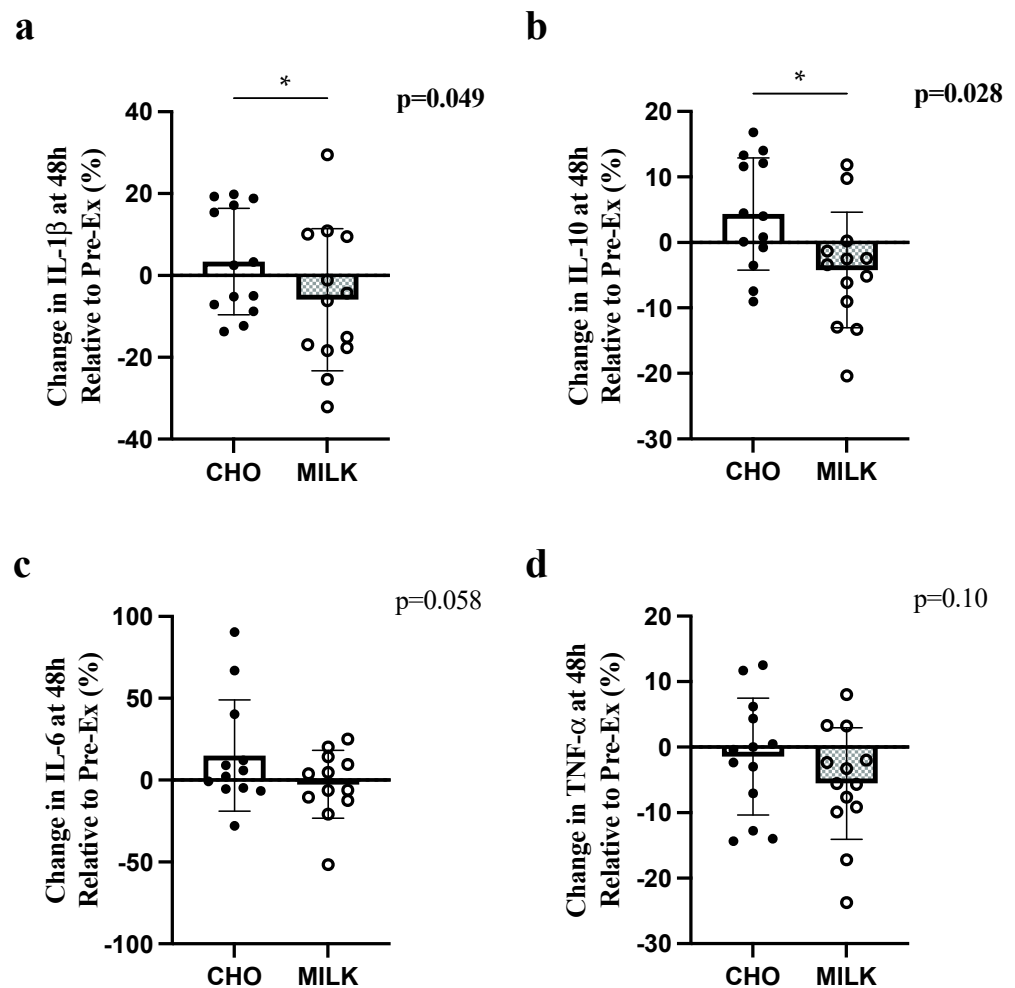 a
*
p=0.049
Change in IL-1β at 48h
Relative to Pre-Ex (%)
40
20
0
-20
-40
CHO MILK
b
*
p=0.028
Change in IL-10 at 48h
Relative to Pre-Ex (%)
20
10
0
-10
-20
-30
CHO MILK
c
p=0.058
Change in IL-6 at 48h
Relative to Pre-Ex (%)
100
50
0
-50
-100
CHO MILK
d
p=0.10
Change in TNF-α at 48h
Relative to Pre-Ex (%)
20
10
0
-10
-20
-30
CHO MILK